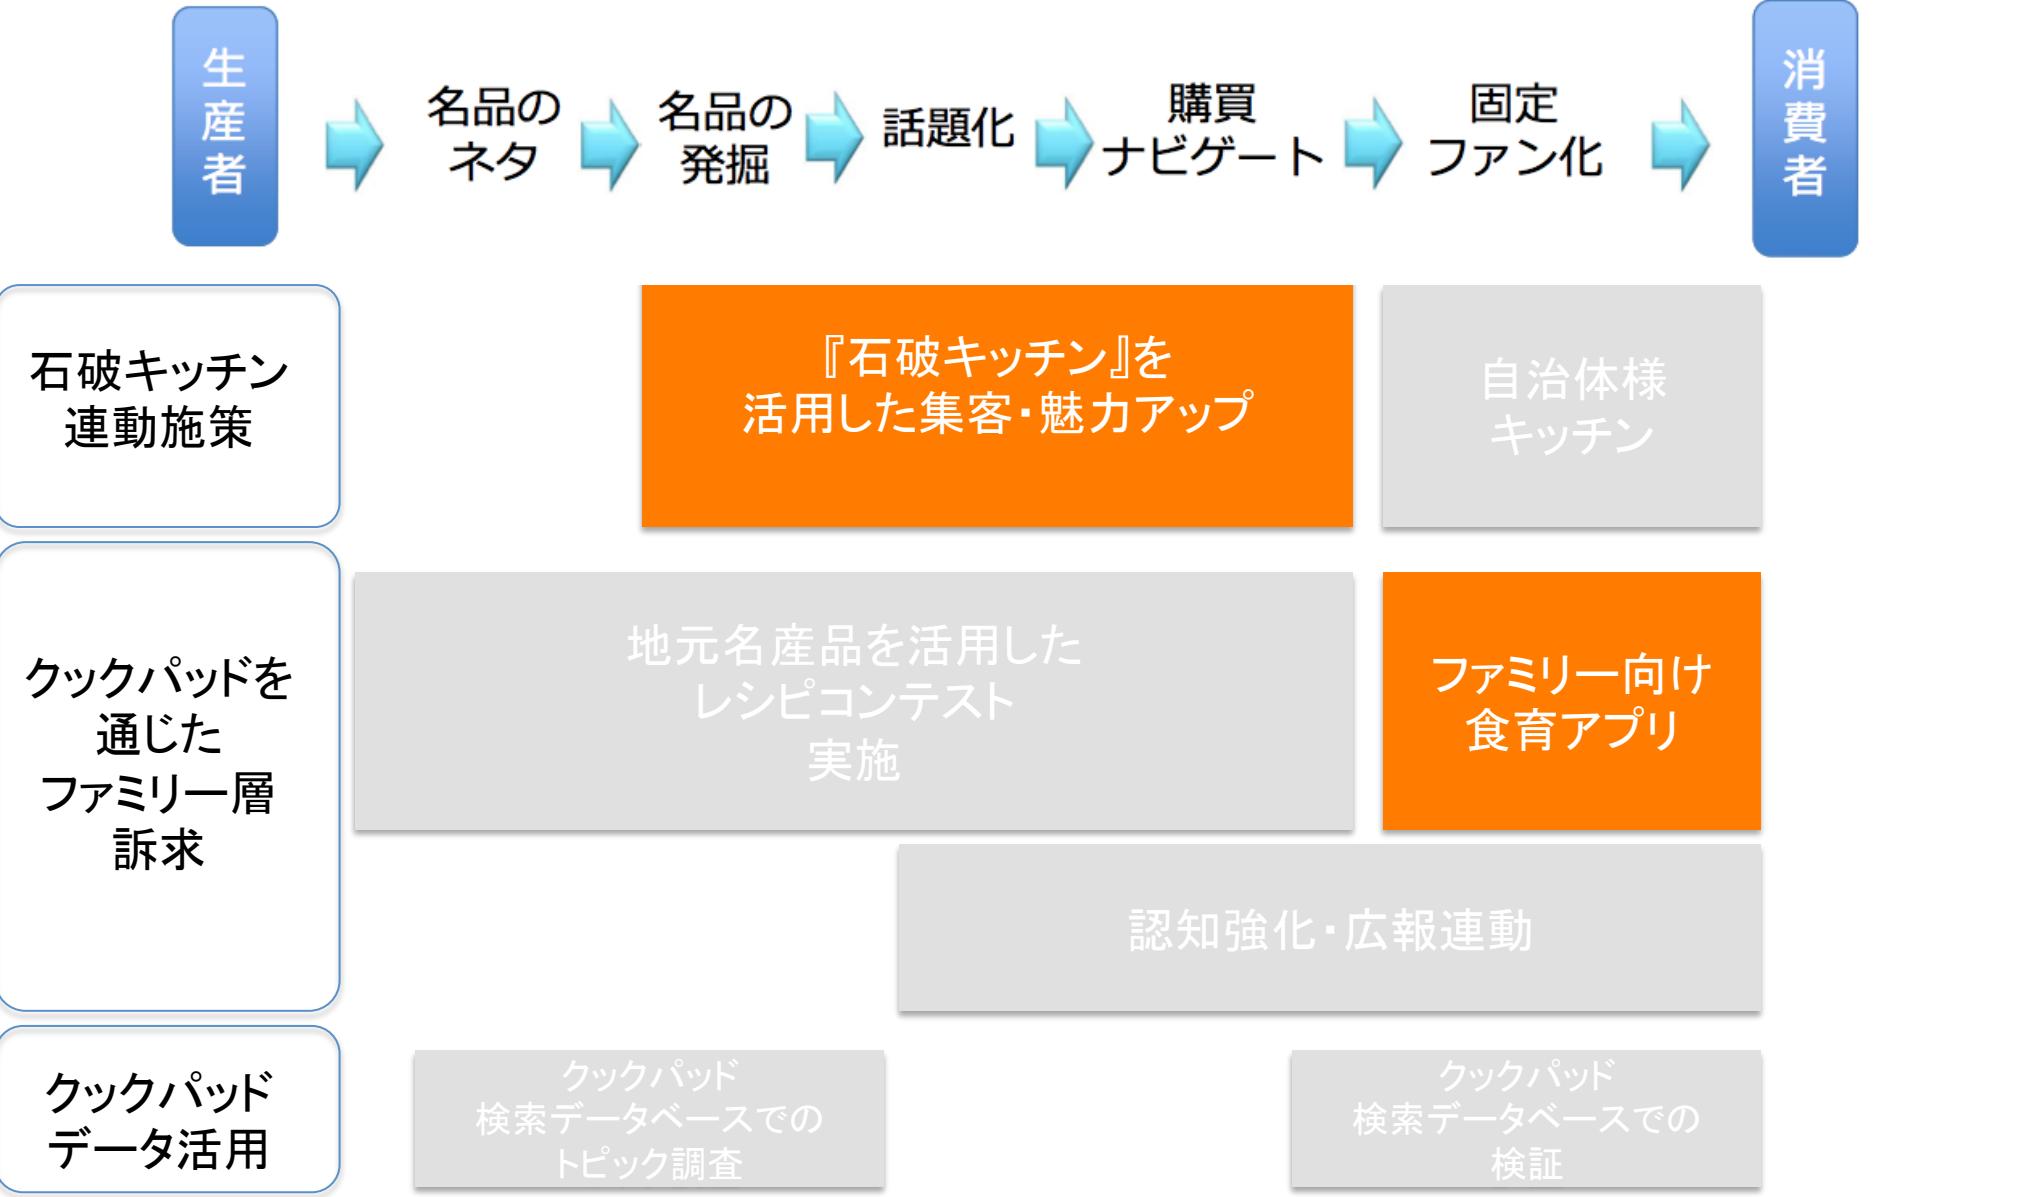 生産者
名品の
ネタ
名品の
発掘
話題化
購買
ナビゲート
固定
ファン化
消費者
石破キッチン
連動施策
『石破キッチン』を
活用した集客・魅力アップ
自治体様
キッチン
クックパッドを
通じた
ファミリー層
訴求
地元名産品を活用した
レシピコンテスト
実施
ファミリー向け
食育アプリ
認知強化・広報連動
クックパッド
データ活用
クックパッド
検索データベースでの
トピック調査
クックパッド
検索データベースでの
検証